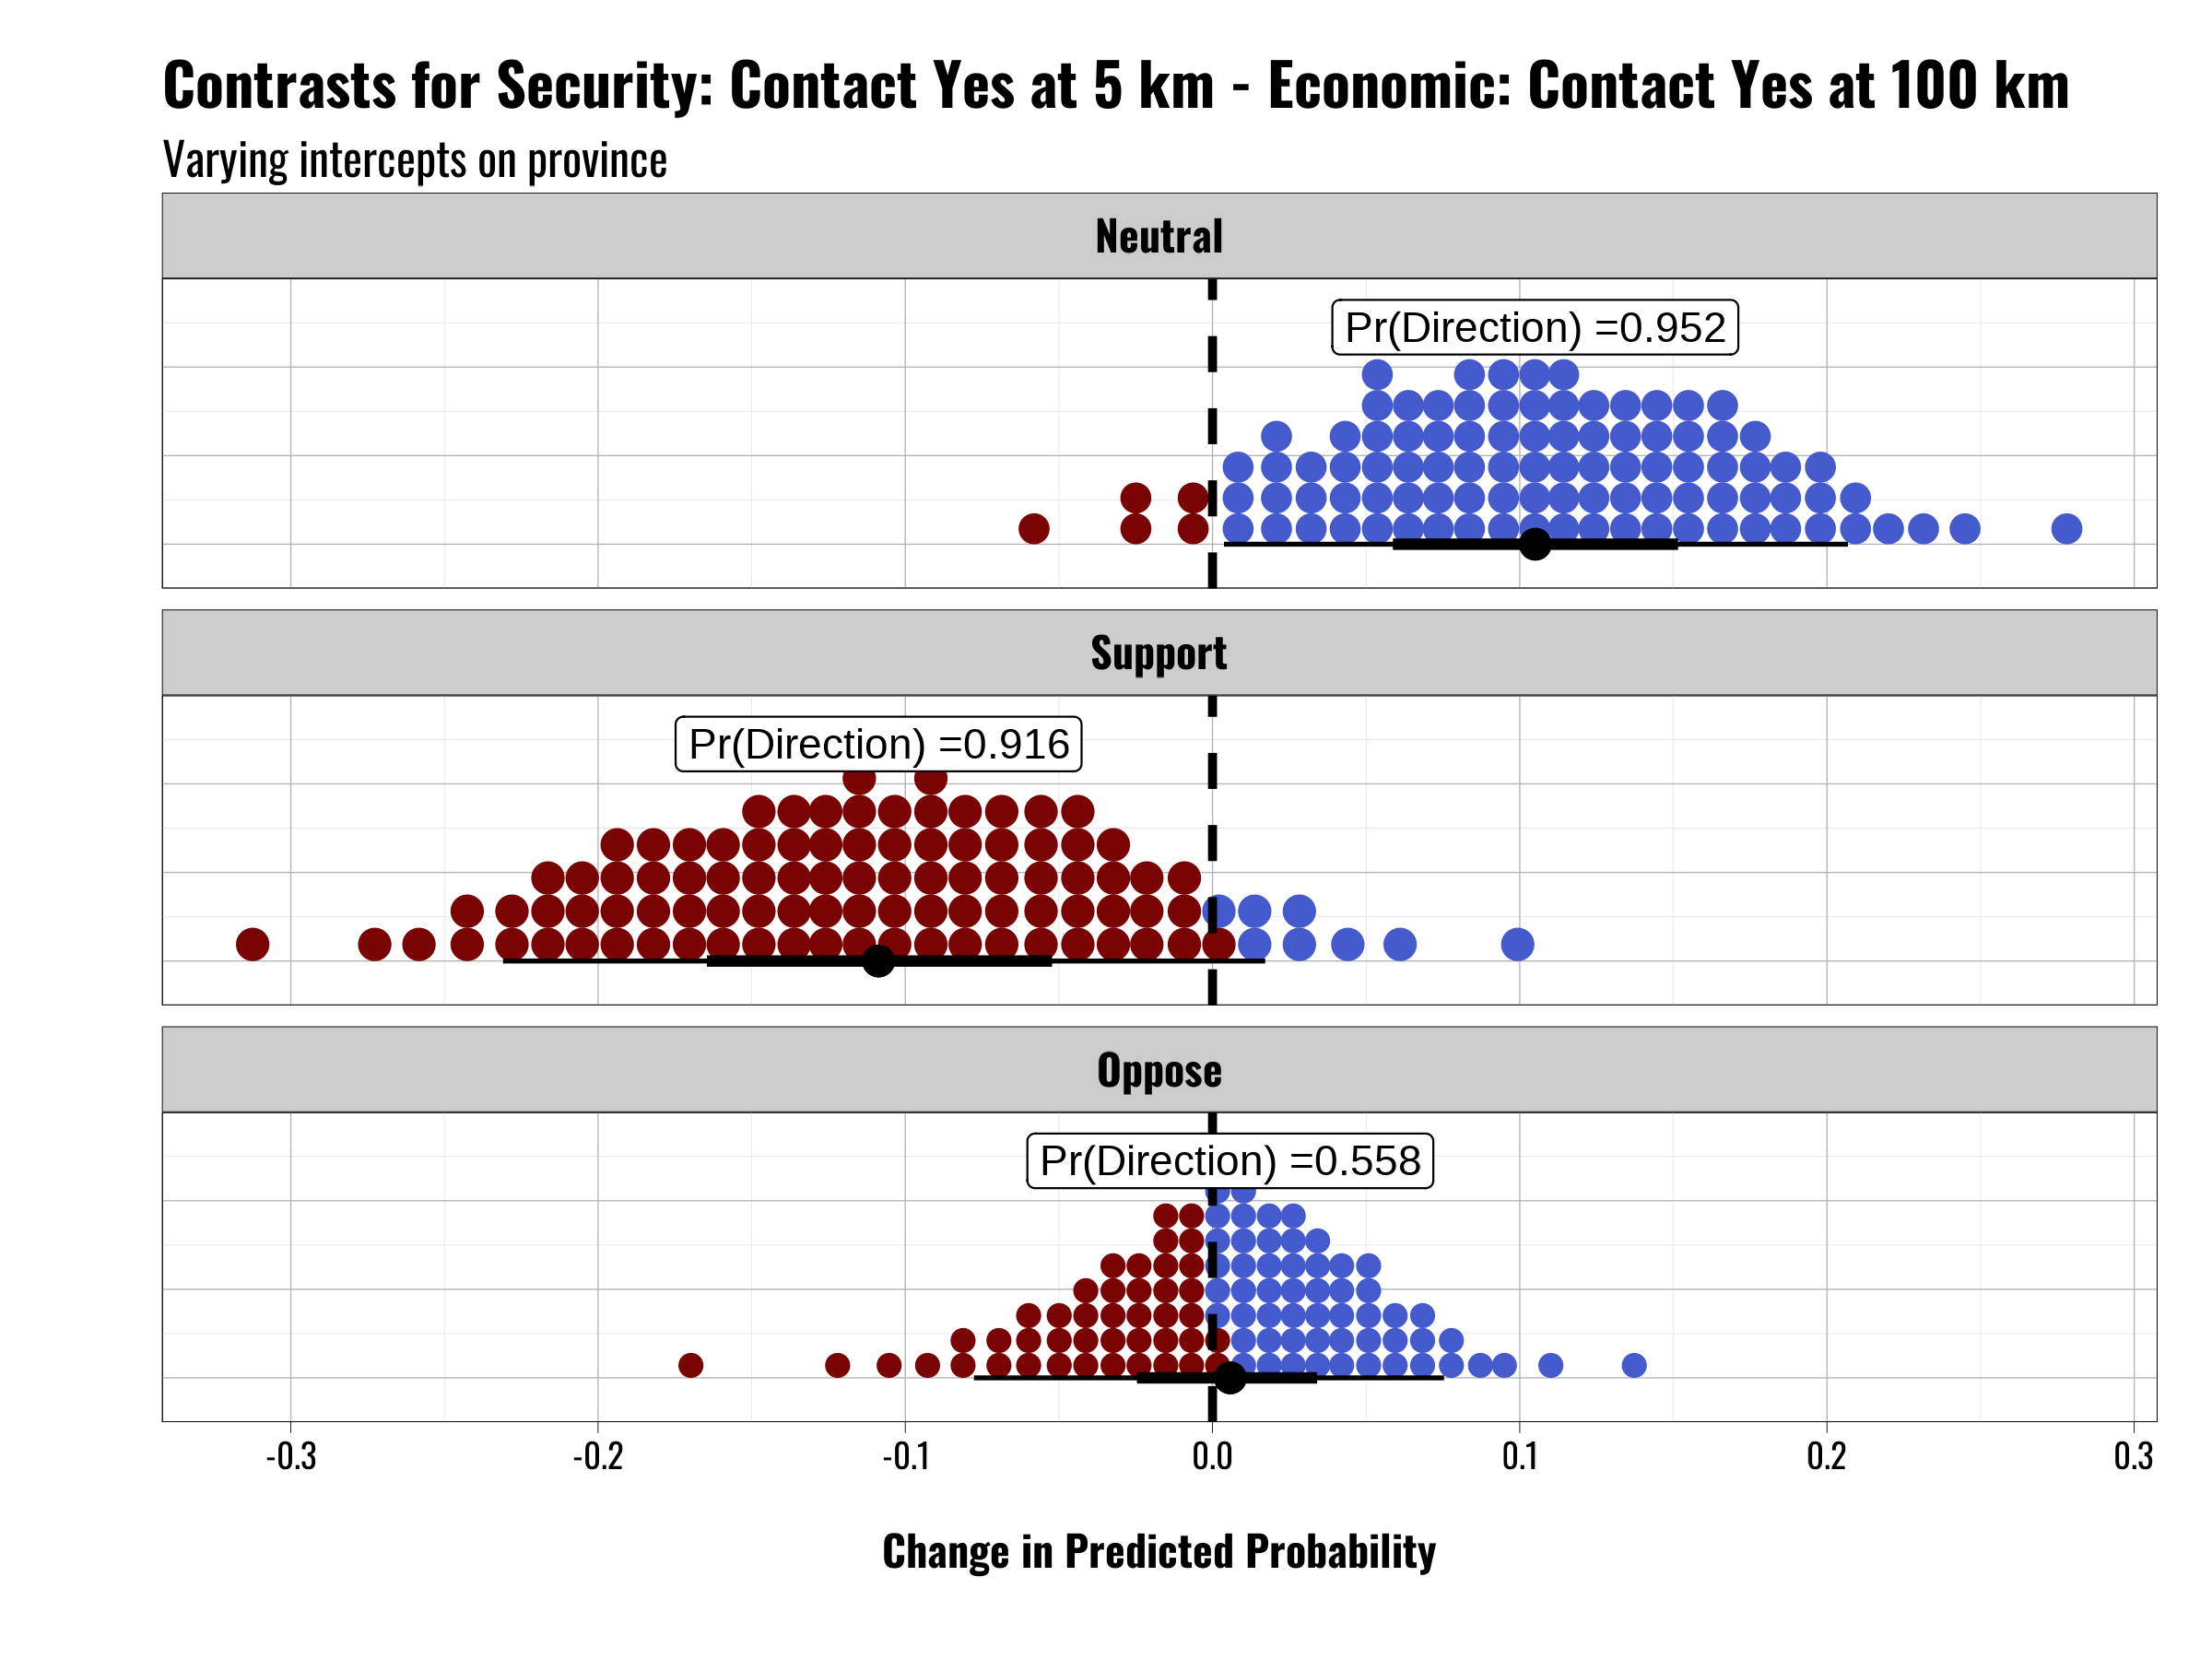 Contrasts for Security: Contact Yes at 5 km - Economic: Contact Yes at 100 km
Varying intercepts on province
Neutral
Pr(Direction) =0.952
Support
Pr(Direction) =0.916
Oppose
Pr(Direction) =0.558
-0.3 -0.2 -0.1 0.0 0.1 0.2 0.3
Change in Predicted Probability